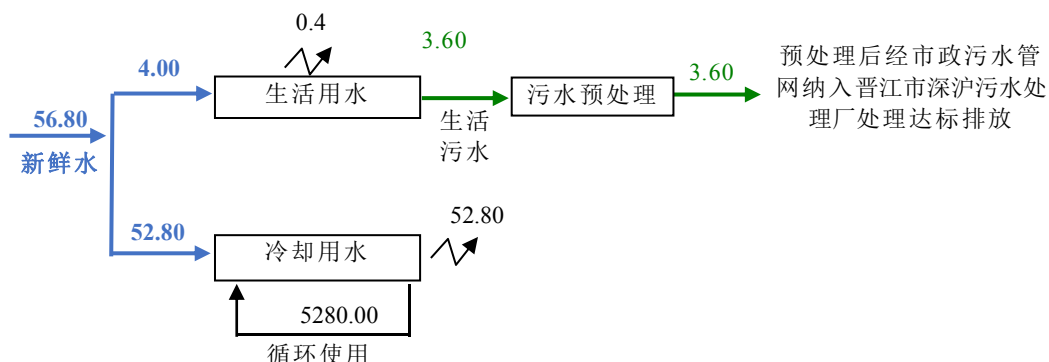 0.4
3.60
4.00
生活用水
污水预处理
3.60
预处理后经市政污水管
网纳入晋江市深沪污水处
理厂处理达标排放
56.80
新鲜水
生活
污水
52.80
冷却用水
52.80
5280.00
循环使用